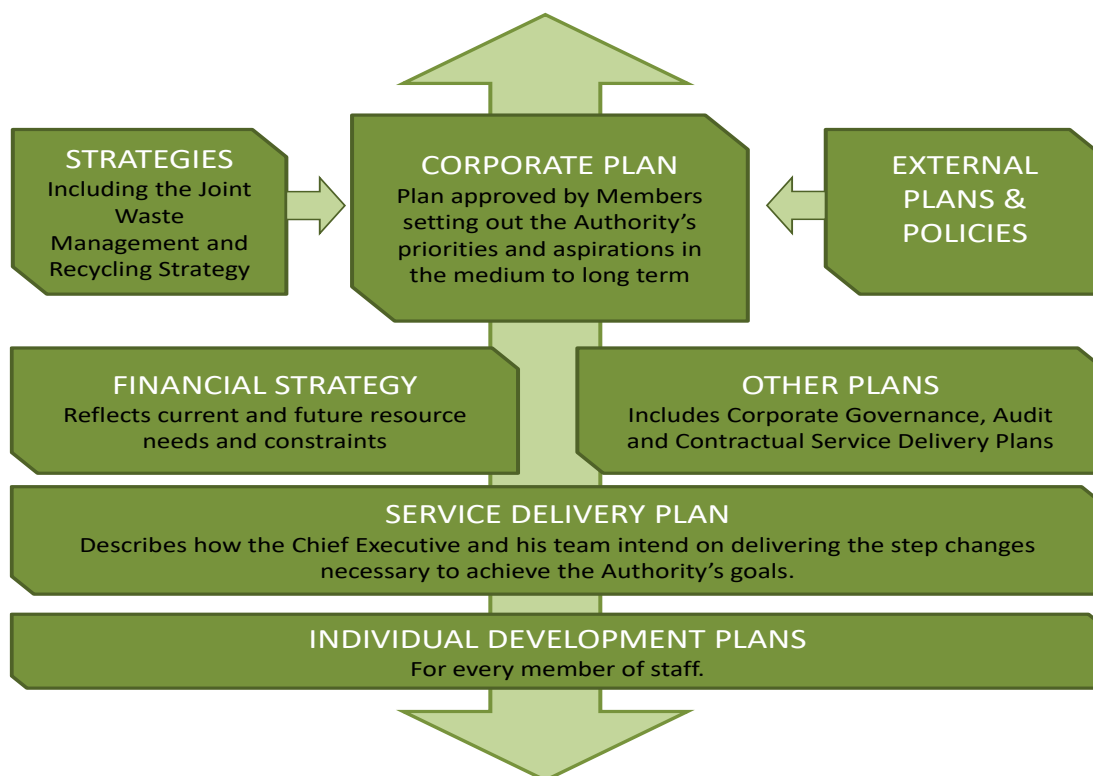 STRATEGIES
Including the Joint
Waste
Management and
Recycling Strategy
CORPORATE PLAN
Plan approved by Members
setting out the Authority’s
priorities and aspirations in
the medium to long term
EXTERNAL
PLANS &
POLICIES
FINANCIAL STRATEGY
Reflects current and future resource
needs and constraints
OTHER PLANS
Includes Corporate Governance, Audit
and Contractual Service Delivery Plans
SERVICE DELIVERY PLAN
Describes how the Chief Executive and his team intend on delivering the step changes
necessary to achieve the Authority’s goals.
INDIVIDUAL DEVELOPMENT PLANS
For every member of staff.